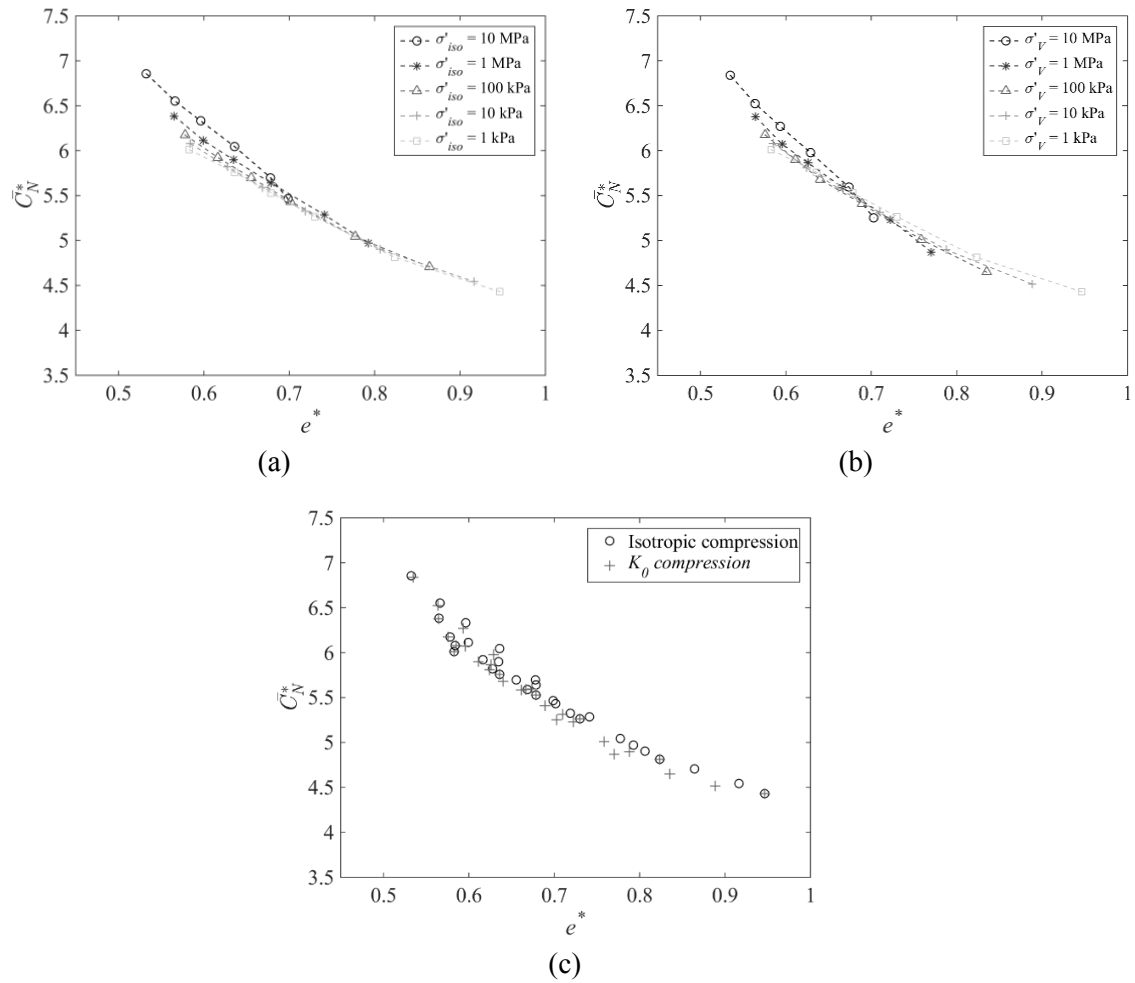 7.5
7
6.5
6
5.5
5
4.5
4
3.5
C̄*N
0.5 0.6 0.7 0.8 0.9 1
e*
σ'iso = 10 MPa
σ'iso = 1 MPa
σ'iso = 100 kPa
σ'iso = 10 kPa
σ'iso = 1 kPa
(a)
7.5
7
6.5
6
5.5
5
4.5
4
3.5
C̄*N
0.5 0.6 0.7 0.8 0.9 1
e*
σ'V = 10 MPa
σ'V = 1 MPa
σ'V = 100 kPa
σ'V = 10 kPa
σ'V = 1 kPa
(b)
7.5
7
6.5
6
5.5
5
4.5
4
3.5
C̄*N
0.5 0.6 0.7 0.8 0.9 1
e*
Isotropic compression
K0 compression
(c)